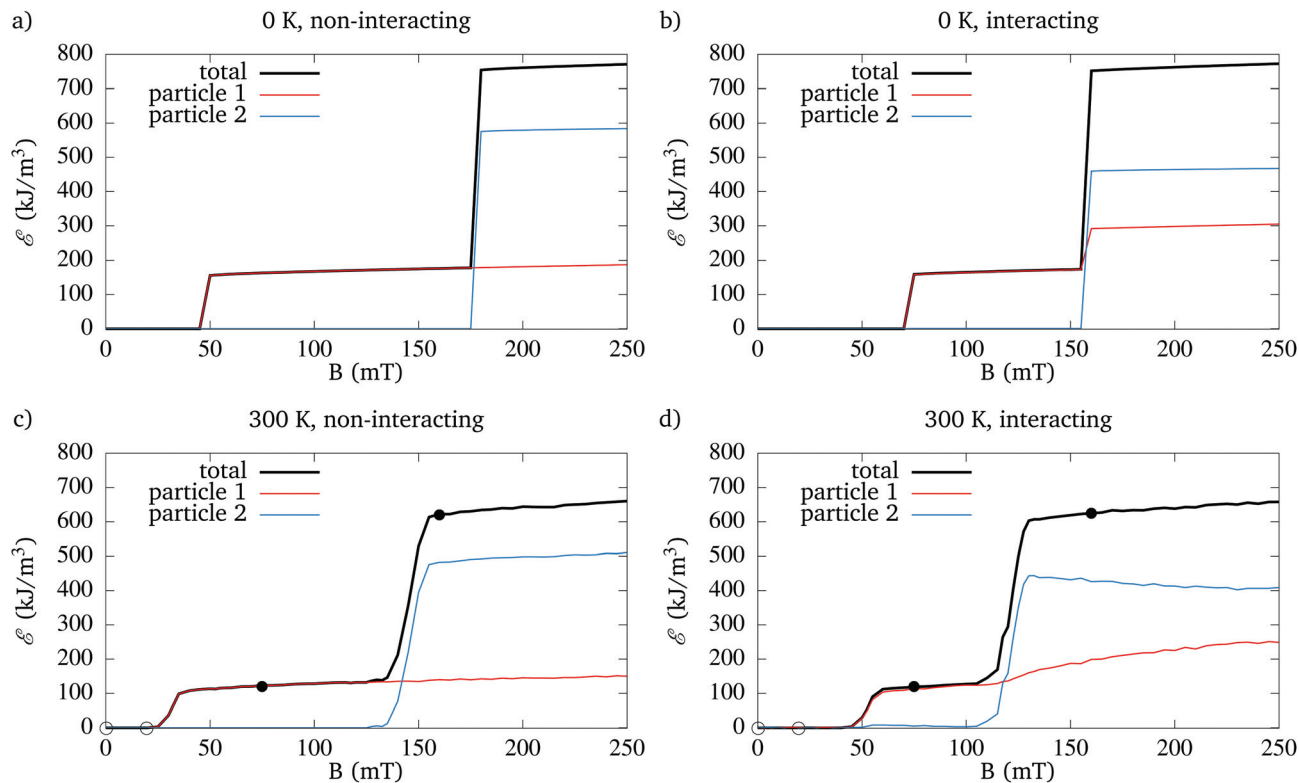 a) 0 K, non-interacting
800
700
600
500
400
300
200
100
0
ℰ (kJ/m³)
total
particle 1
particle 2
0 50 100 150 200 250
B (mT)
b) 0 K, interacting
800
700
600
500
400
300
200
100
0
ℰ (kJ/m³)
total
particle 1
particle 2
0 50 100 150 200 250
B (mT)
c) 300 K, non-interacting
800
700
600
500
400
300
200
100
0
ℰ (kJ/m³)
total
particle 1
particle 2
0 50 100 150 200 250
B (mT)
d) 300 K, interacting
800
700
600
500
400
300
200
100
0
ℰ (kJ/m³)
total
particle 1
particle 2
0 50 100 150 200 250
B (mT)